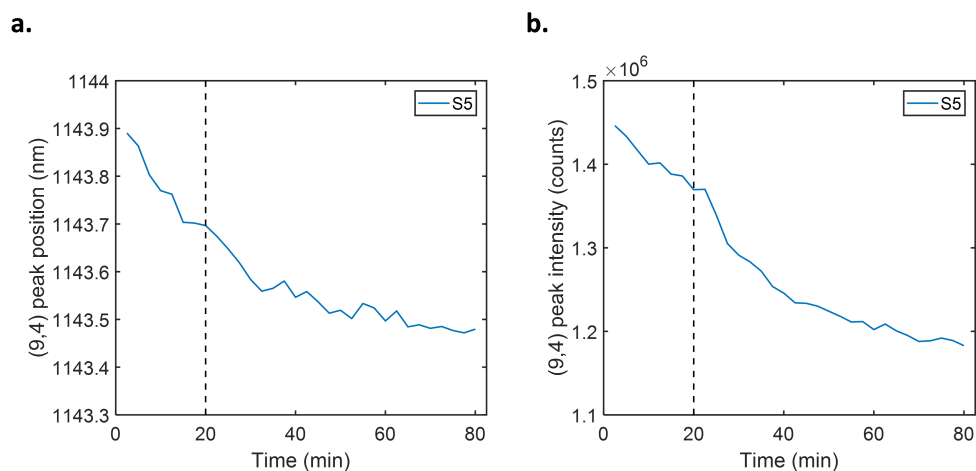 a.
(9,4) peak position (nm)
1144
1143.9
1143.8
1143.7
1143.6
1143.5
1143.4
1143.3
S5
0 20 40 60 80
Time (min)
b.
×10⁶
(9,4) peak intensity (counts)
1.5
1.4
1.3
1.2
1.1
S5
0 20 40 60 80
Time (min)